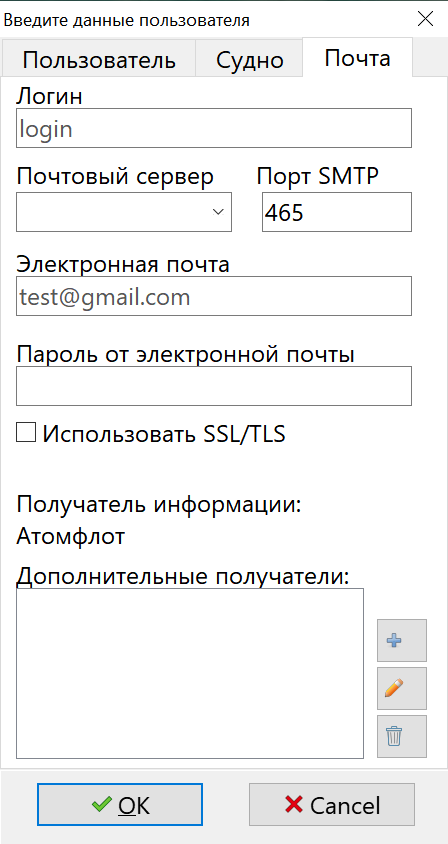 Введите данные пользователя
Пользователь Судно Почта
Логин
login
Почтовый сервер Порт SMTP
465
Электронная почта
test@gmail.com
Пароль от электронной почты
Использовать SSL/TLS
Получатель информации:
Атомфлот
Дополнительные получатели:
OK Cancel